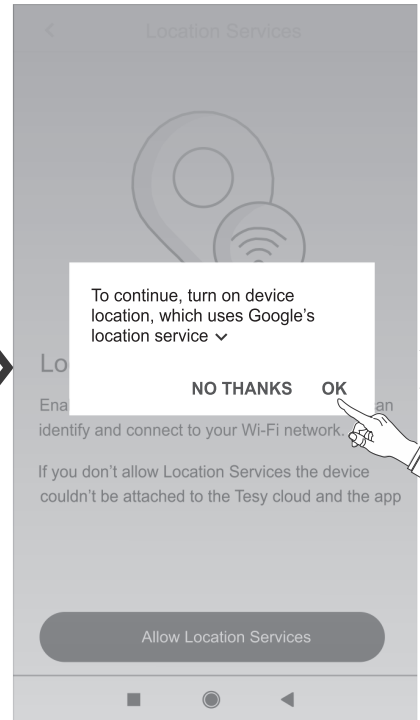 Location Services
To continue, turn on device
location, which uses Google's
location service
NO THANKS OK
Lo
Ena an
identify and connect to your Wi-Fi network.
If you don't allow Location Services the device
couldn't be attached to the Tesy cloud and the app
Allow Location Services